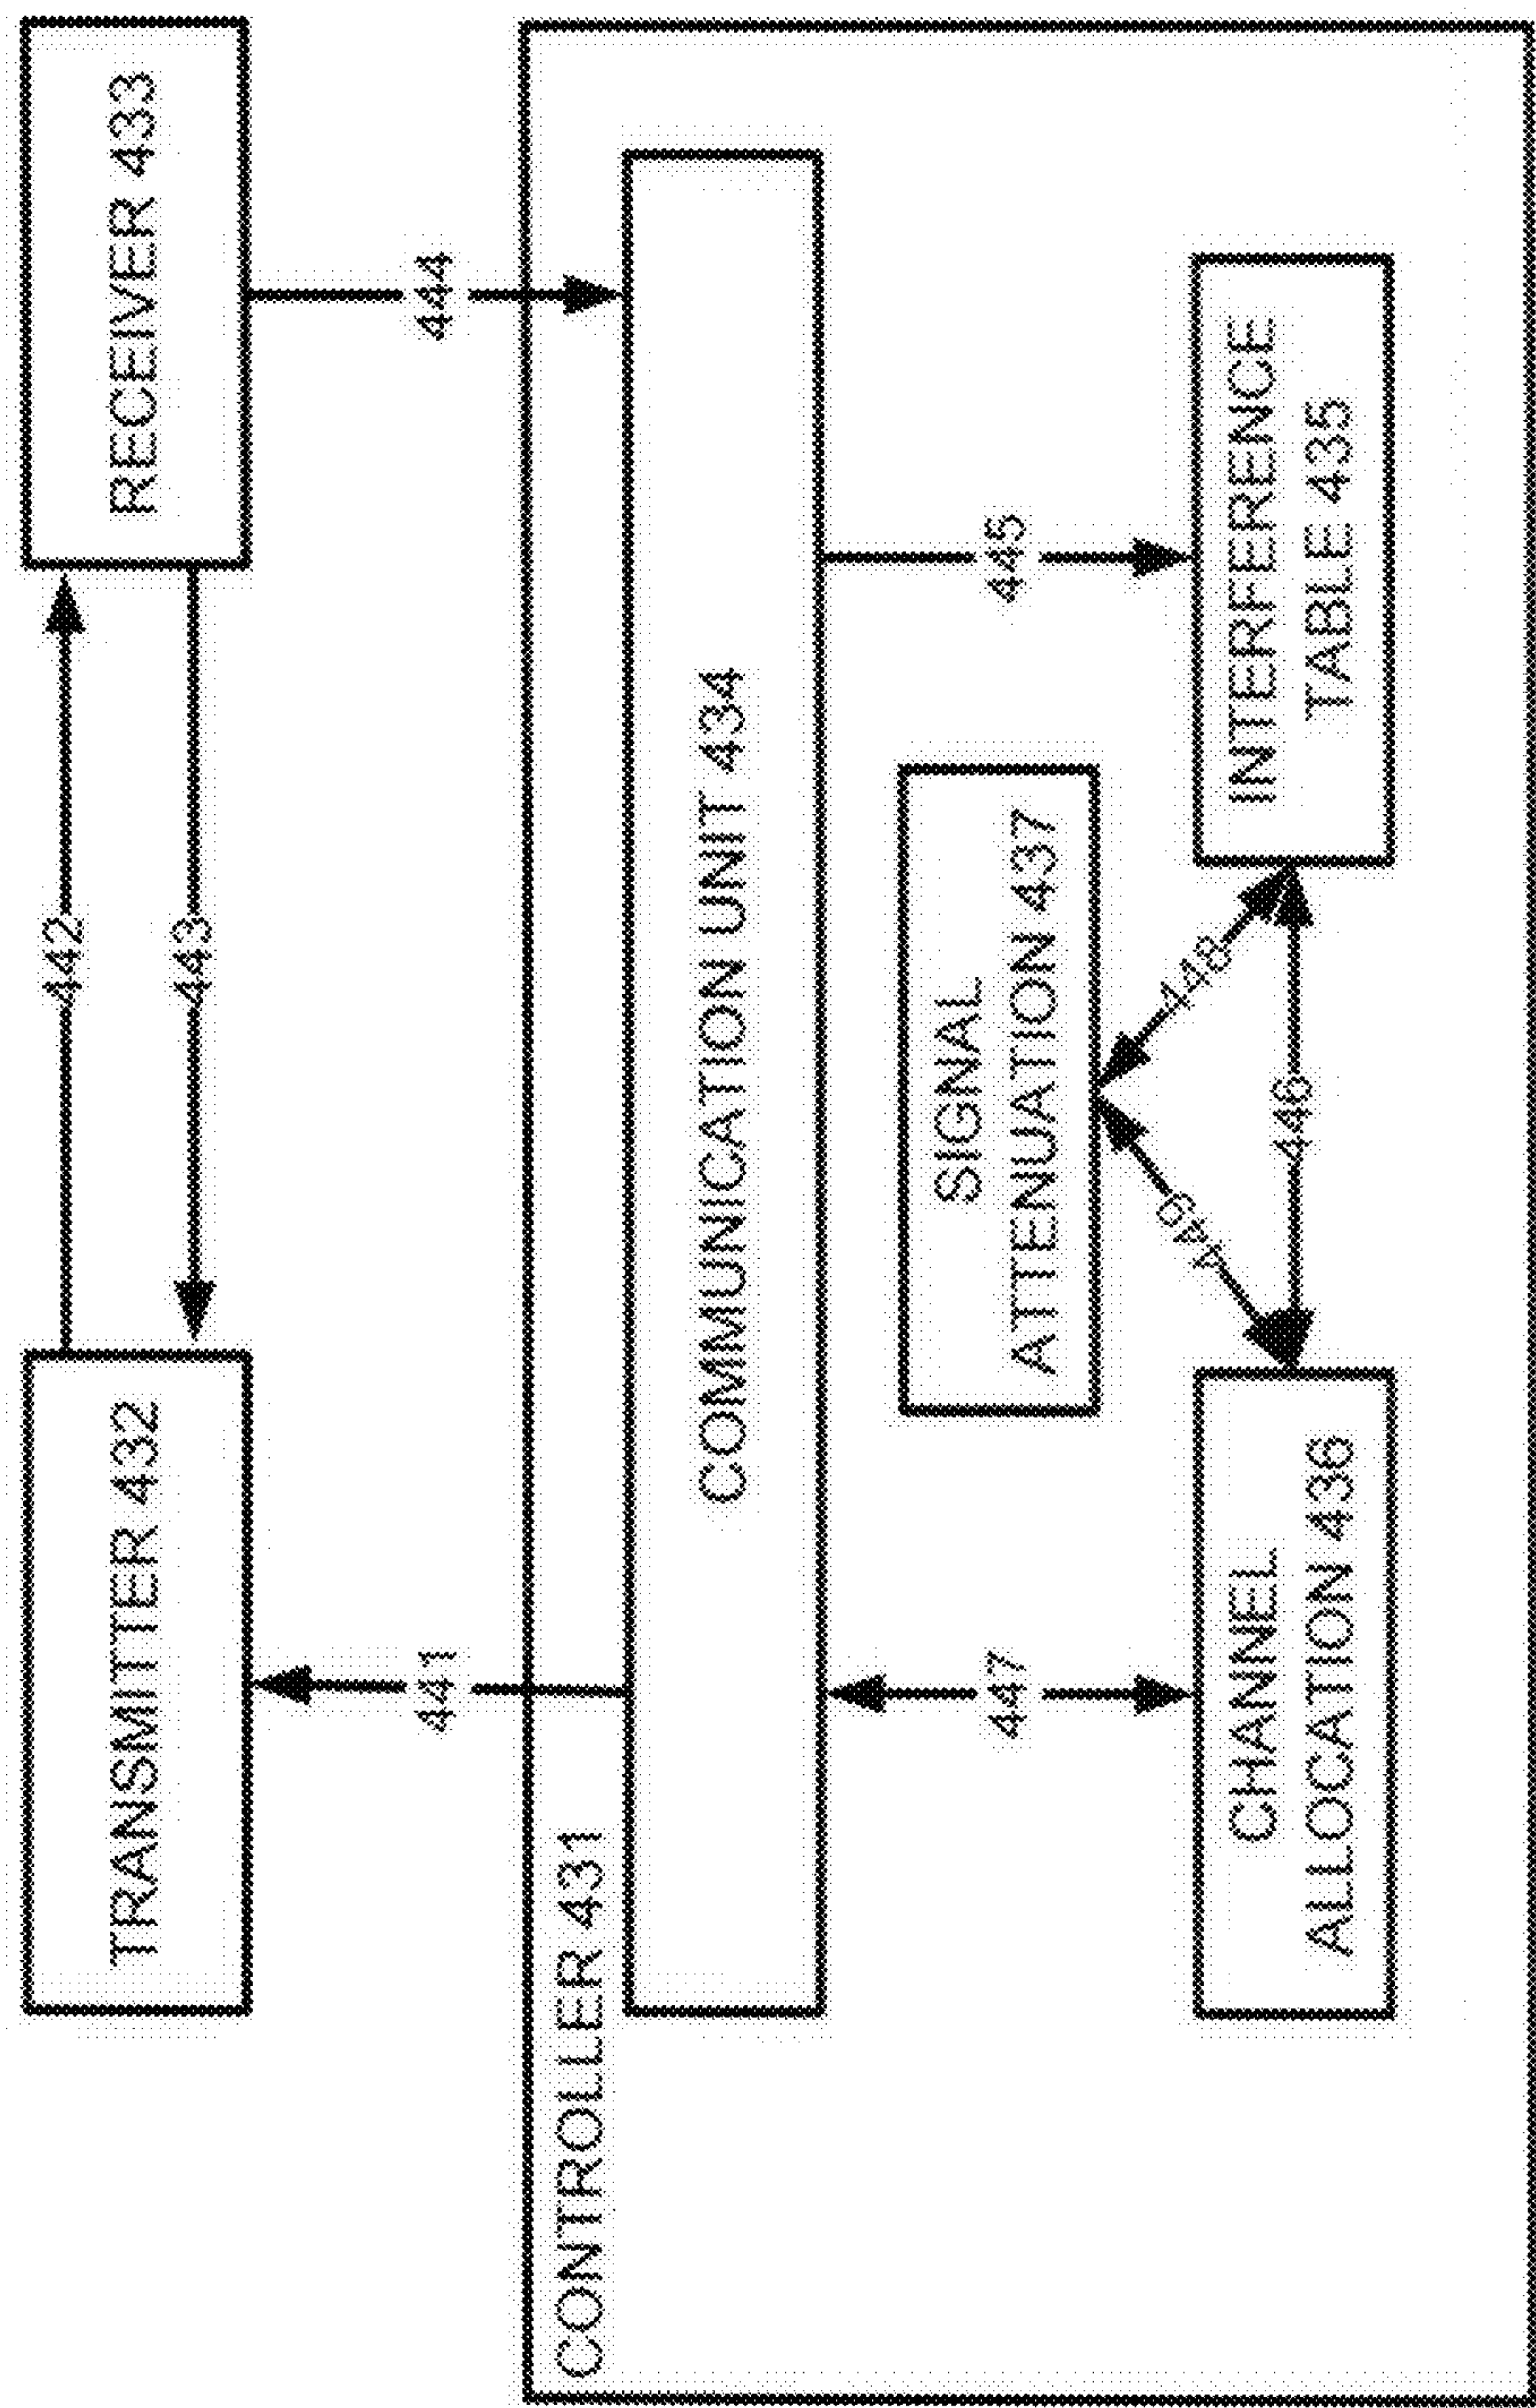 TRANSMITTER 432
442
443
RECEIVER 433
441
444
CONTROLLER 431
COMMUNICATION UNIT 434
447
445
SIGNAL
ATTENUATION 437
449
448
446
CHANNEL
ALLOCATION 436
INTERFERENCE
TABLE 435